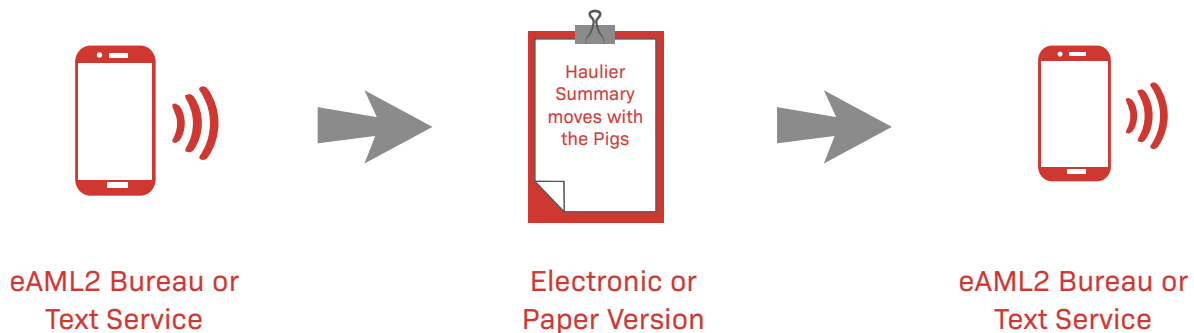 Haulier
Summary
moves with
the Pigs
eAML2 Bureau or
Text Service
Electronic or
Paper Version
eAML2 Bureau or
Text Service